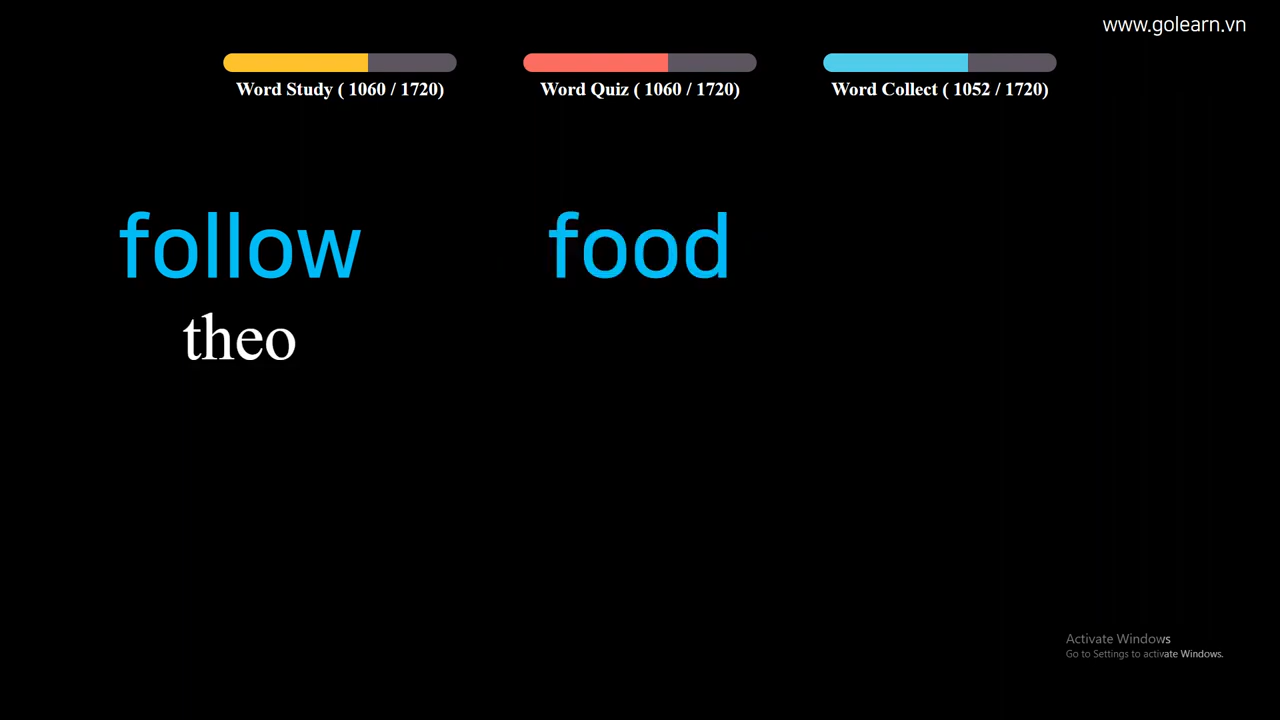 www.golearn.vn
Word Study ( 1060 / 1720)
Word Quiz ( 1060 / 1720)
Word Collect ( 1052 / 1720)
follow
food
theo
Activate Windows
Go to Settings to activate Windows.